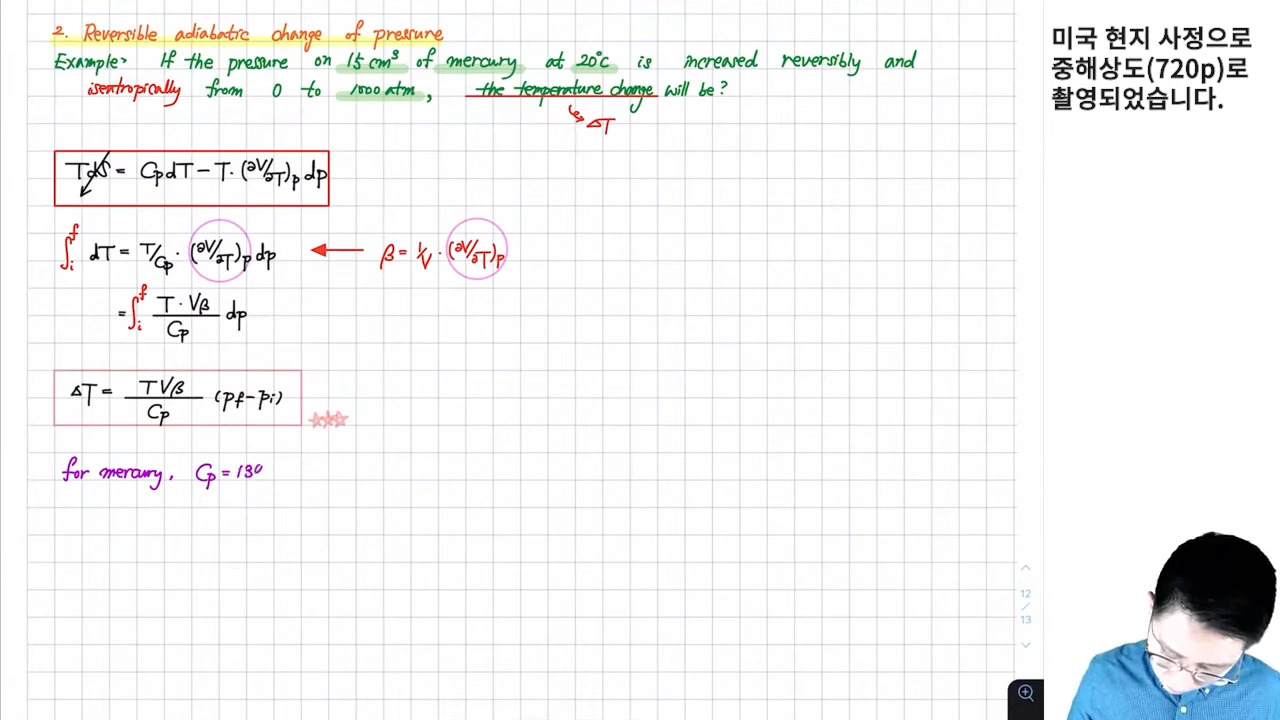 2. Reversible adiabatic change of pressure
Example> If the pressure on 15 cm³ of mercury at 20°C is increased reversibly and
isentropically from 0 to 1000 atm, the temperature change will be?
ΔT
TdS = CpdT - T·(∂V/∂T)p dp
∫if dT = T/Cp · (∂V/∂T)p dp
β = 1/V · (∂V/∂T)p
= ∫if T·Vβ/Cp dp
ΔT = TVβ/Cp (pf-pi)
for mercury, Cp = 130
미국 현지 사정으로
중해상도(720p)로
촬영되었습니다.
12
/
13